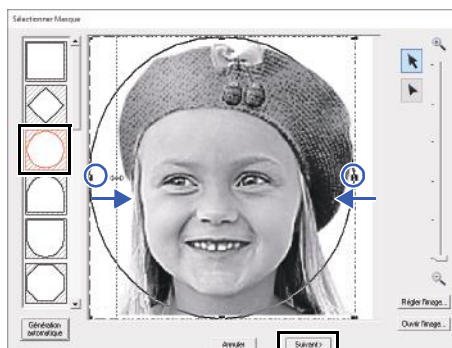 Sélectionner Masque
Régler l'image...
Ouvrir l'image...
Génération
automatique
Annuler
Suivant >